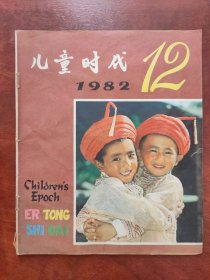 儿童时代
12
1982
Children's
Epoch
ER TONG
SHI DAI